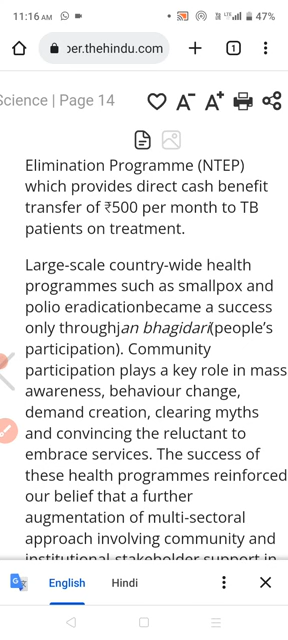 11:16 AM
47%
per.thehindu.com
1
Science | Page 14
A- A+
Elimination Programme (NTEP)
which provides direct cash benefit
transfer of ₹500 per month to TB
patients on treatment.
Large-scale country-wide health
programmes such as smallpox and
polio eradicationbecame a success
only throughjan bhagidari(people's
participation). Community
participation plays a key role in mass
awareness, behaviour change,
demand creation, clearing myths
and convincing the reluctant to
embrace services. The success of
these health programmes reinforced
our belief that a further
augmentation of multi-sectoral
approach involving community and
institutional stakeholder support in
English Hindi